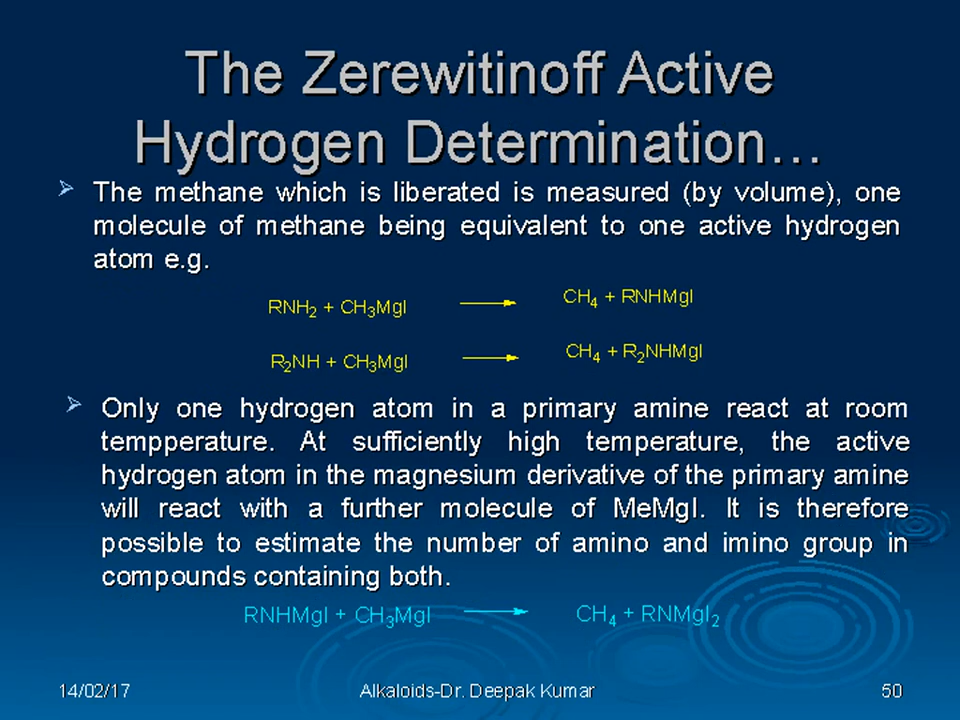 The Zerewitinoff Active
Hydrogen Determination…
➢ The methane which is liberated is measured (by volume), one
molecule of methane being equivalent to one active hydrogen
atom e.g.
RNH₂ + CH₃MgI ⟶ CH₄ + RNHMgI
R₂NH + CH₃MgI ⟶ CH₄ + R₂NHMgI
➢ Only one hydrogen atom in a primary amine react at room
tempperature. At sufficiently high temperature, the active
hydrogen atom in the magnesium derivative of the primary amine
will react with a further molecule of MeMgI. It is therefore
possible to estimate the number of amino and imino group in
compounds containing both.
RNHMgI + CH₃MgI ⟶ CH₄ + RNMgI₂
14/02/17 Alkaloids-Dr. Deepak Kumar 50